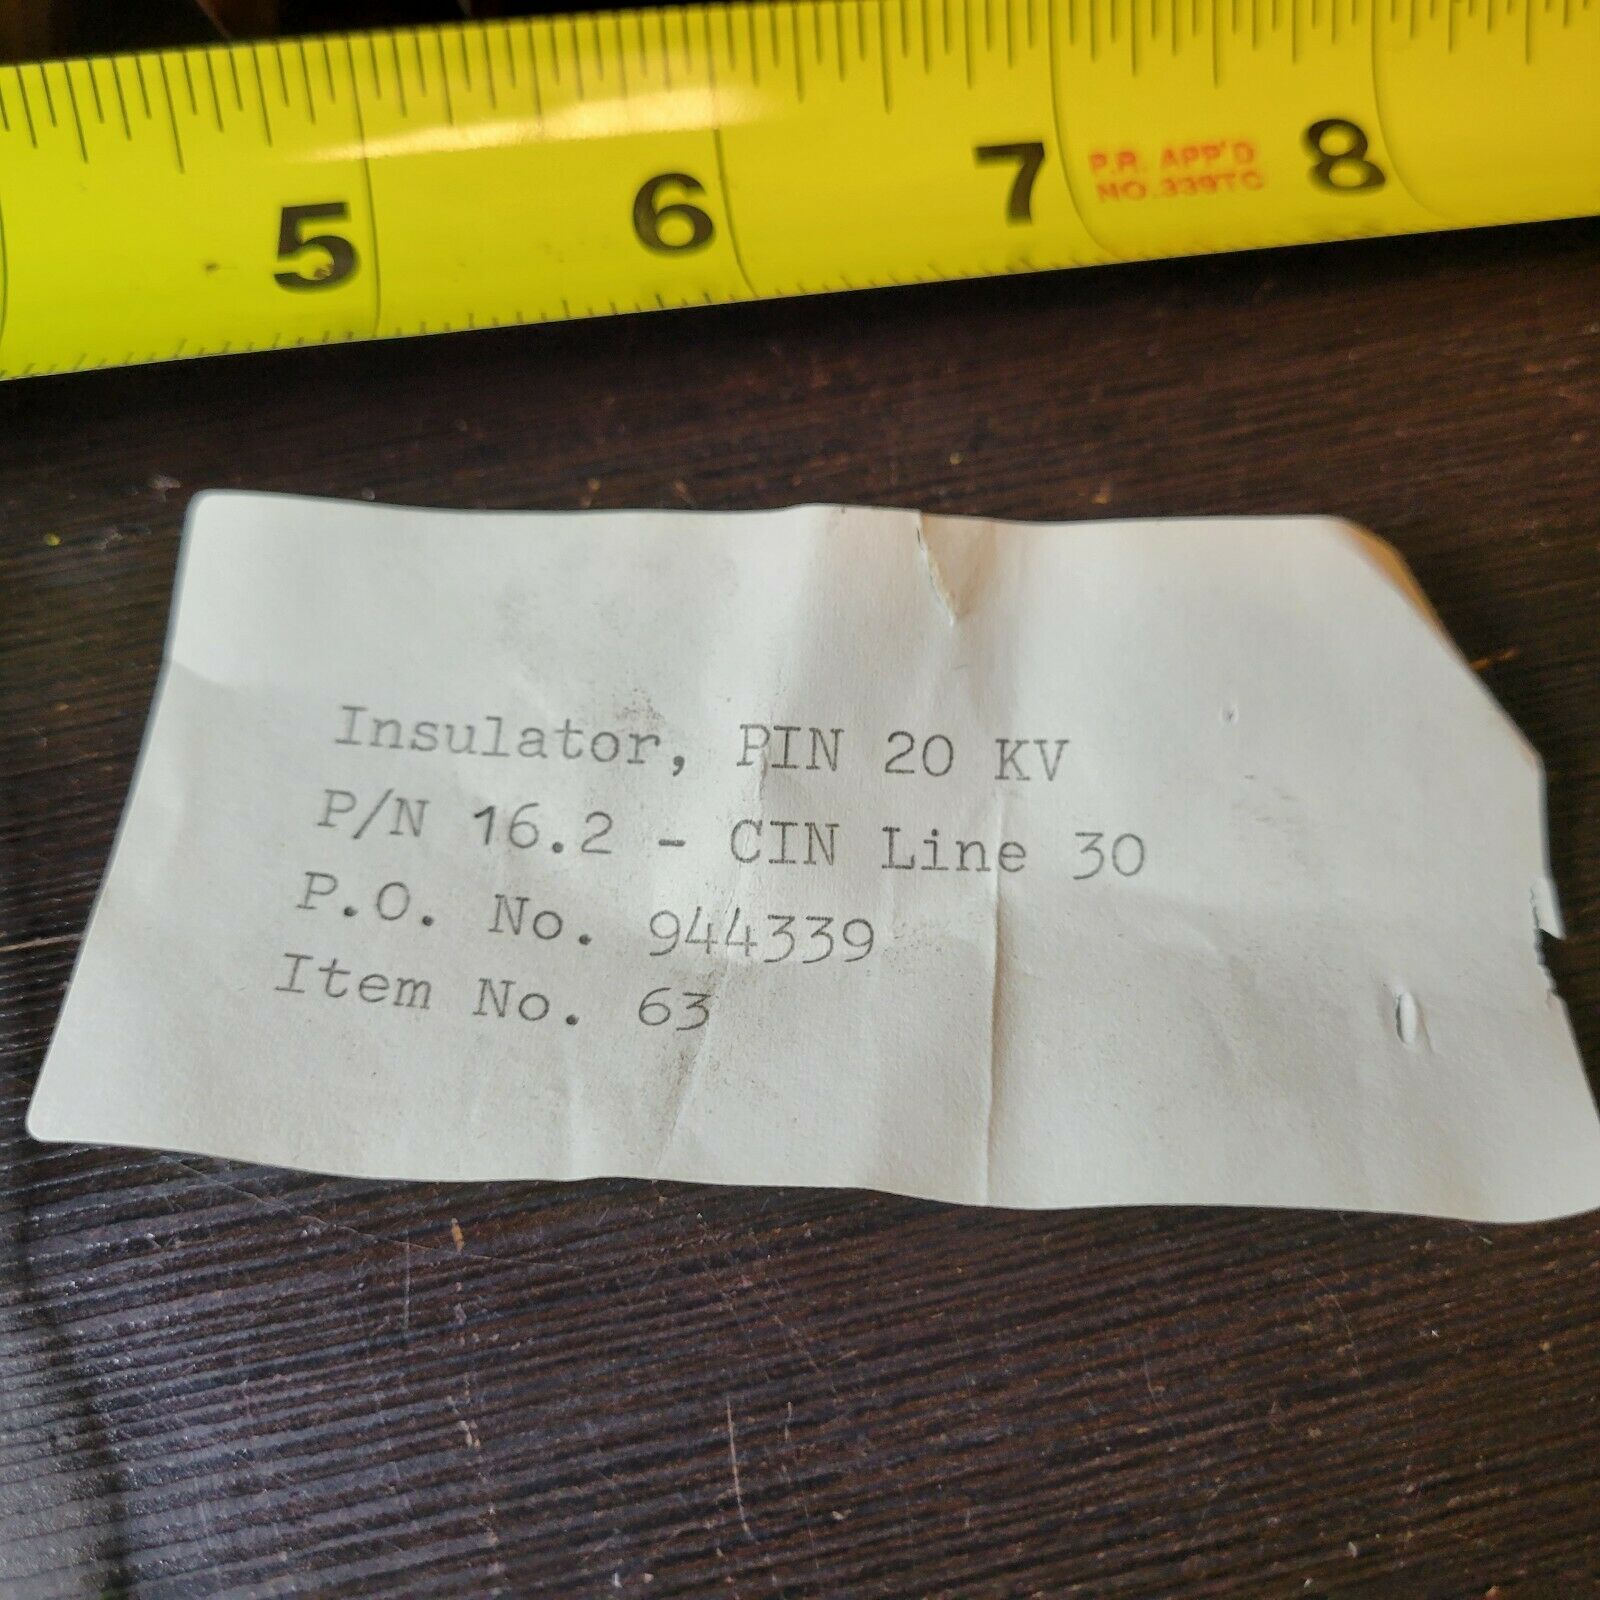 5 6 7 8
P.R. APP'D
NO.339TC
Insulator, PIN 20 KV
P/N 16.2 - CIN Line 30
P.O. No. 944339
Item No. 63